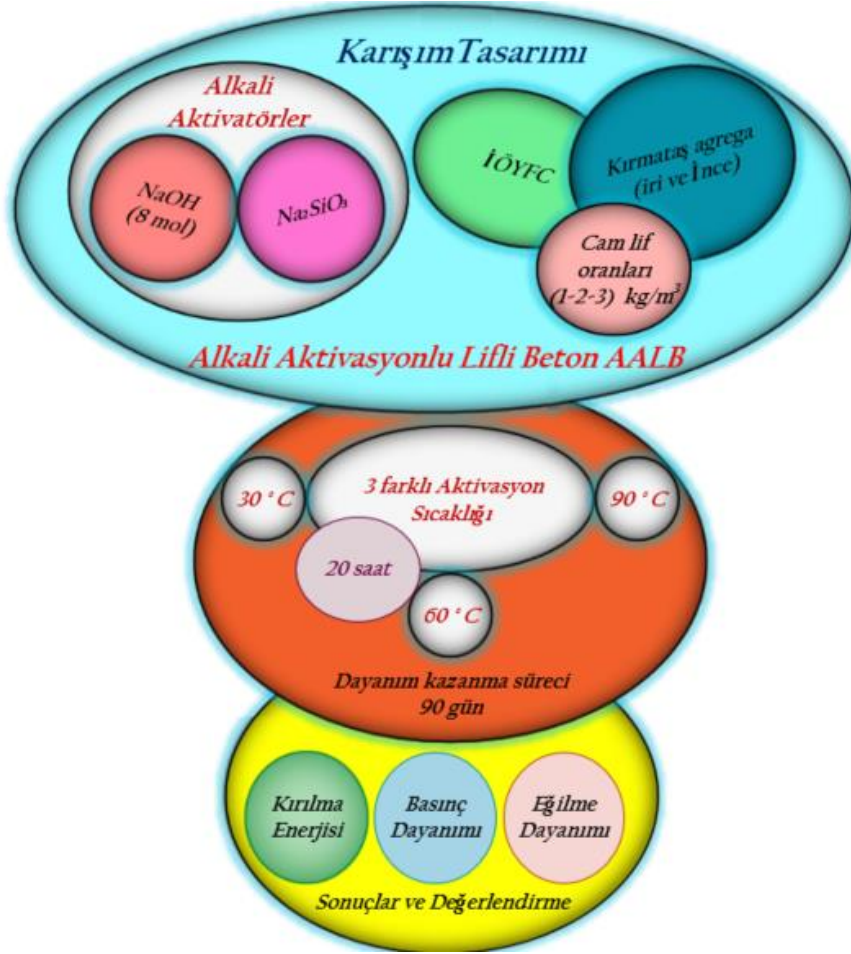 Karışım Tasarımı
Alkali
Aktivatörler
NaOH
(8 mol)
Na₂SiO₃
İÖYFC
Kırmataş agrega
(iri ve İnce)
Cam lif
oranları
(1-2-3) kg/m³
Alkali Aktivasyonlu Lifli Beton AALB
30 ° C
3 farklı Aktivasyon
Sıcaklığı
90 ° C
20 saat
60 ° C
Dayanım kazanma süreci
90 gün
Kırılma
Enerjisi
Basınç
Dayanımı
Eğilme
Dayanımı
Sonuçlar ve Değerlendirme